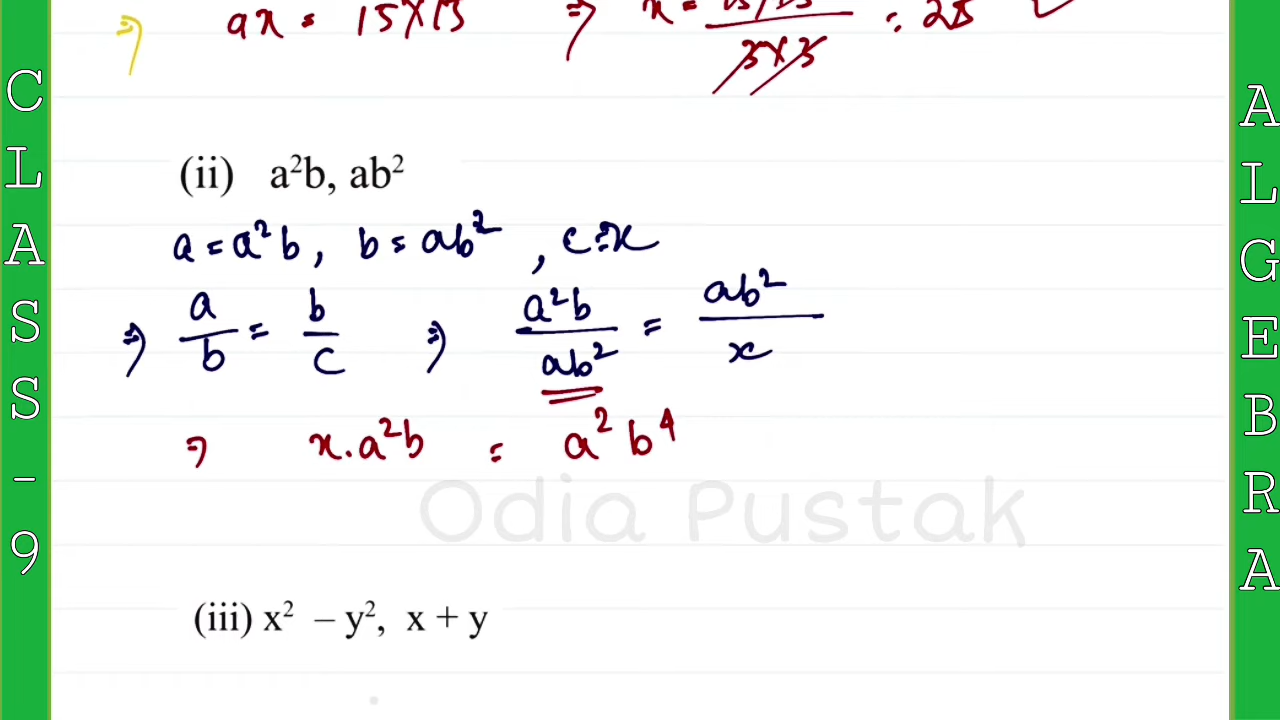 ⇒ ax = 15×15 ⇒ x = 15×15 / 3×3 = 25
(ii) a²b, ab²
a = a²b, b = ab², c = x
⇒ a/b = b/c ⇒ a²b/ab² = ab²/x
⇒ x.a²b = a²b⁴
Odia Pustak
(iii) x² – y², x + y
CLASS-9
ALGEBRA